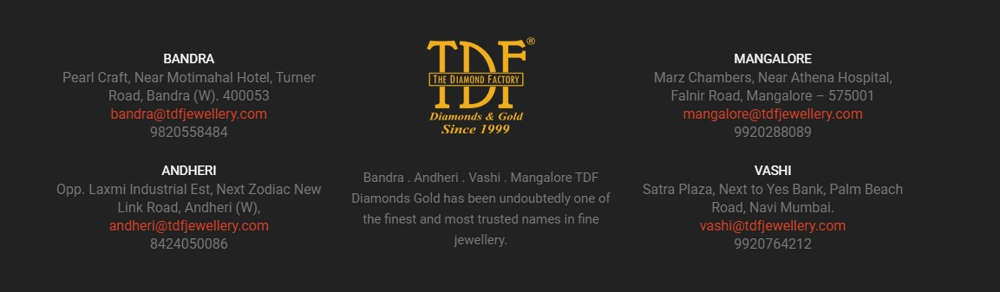 BANDRA
Pearl Craft, Near Motimahal Hotel, Turner
Road, Bandra (W). 400053
bandra@tdfjewellery.com
9820558484
ANDHERI
Opp. Laxmi Industrial Est, Next Zodiac New
Link Road, Andheri (W),
andheri@tdfjewellery.com
8424050086
TDF®
THE DIAMOND FACTORY
Diamonds & Gold
Since 1999
Bandra . Andheri . Vashi . Mangalore TDF
Diamonds Gold has been undoubtedly one of
the finest and most trusted names in fine
jewellery.
MANGALORE
Marz Chambers, Near Athena Hospital,
Falnir Road, Mangalore – 575001
mangalore@tdfjewellery.com
9920288089
VASHI
Satra Plaza, Next to Yes Bank, Palm Beach
Road, Navi Mumbai.
vashi@tdfjewellery.com
9920764212